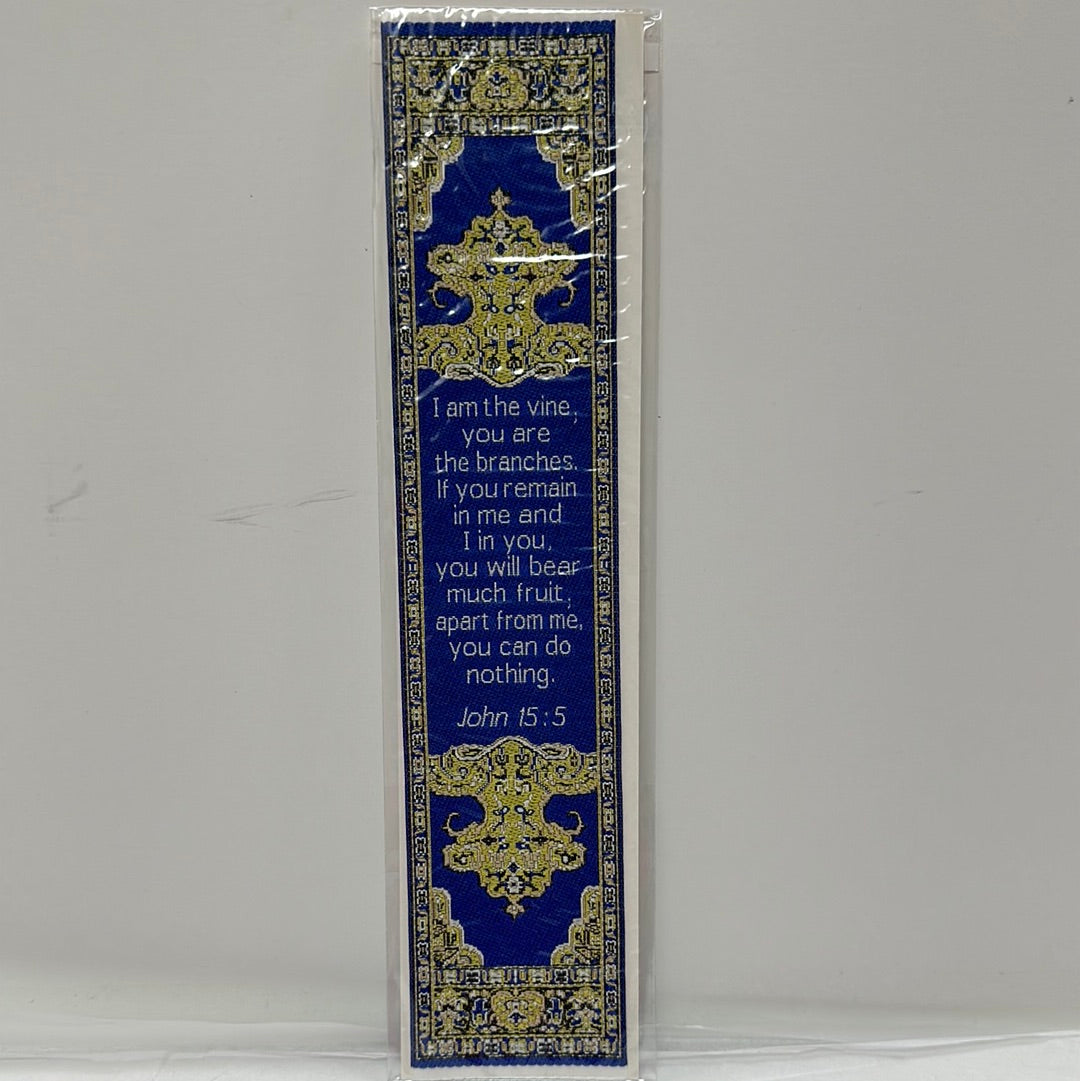 I am the vine,
you are
the branches.
If you remain
in me and
I in you,
you will bear
much fruit,
apart from me,
you can do
nothing.
John 15:5